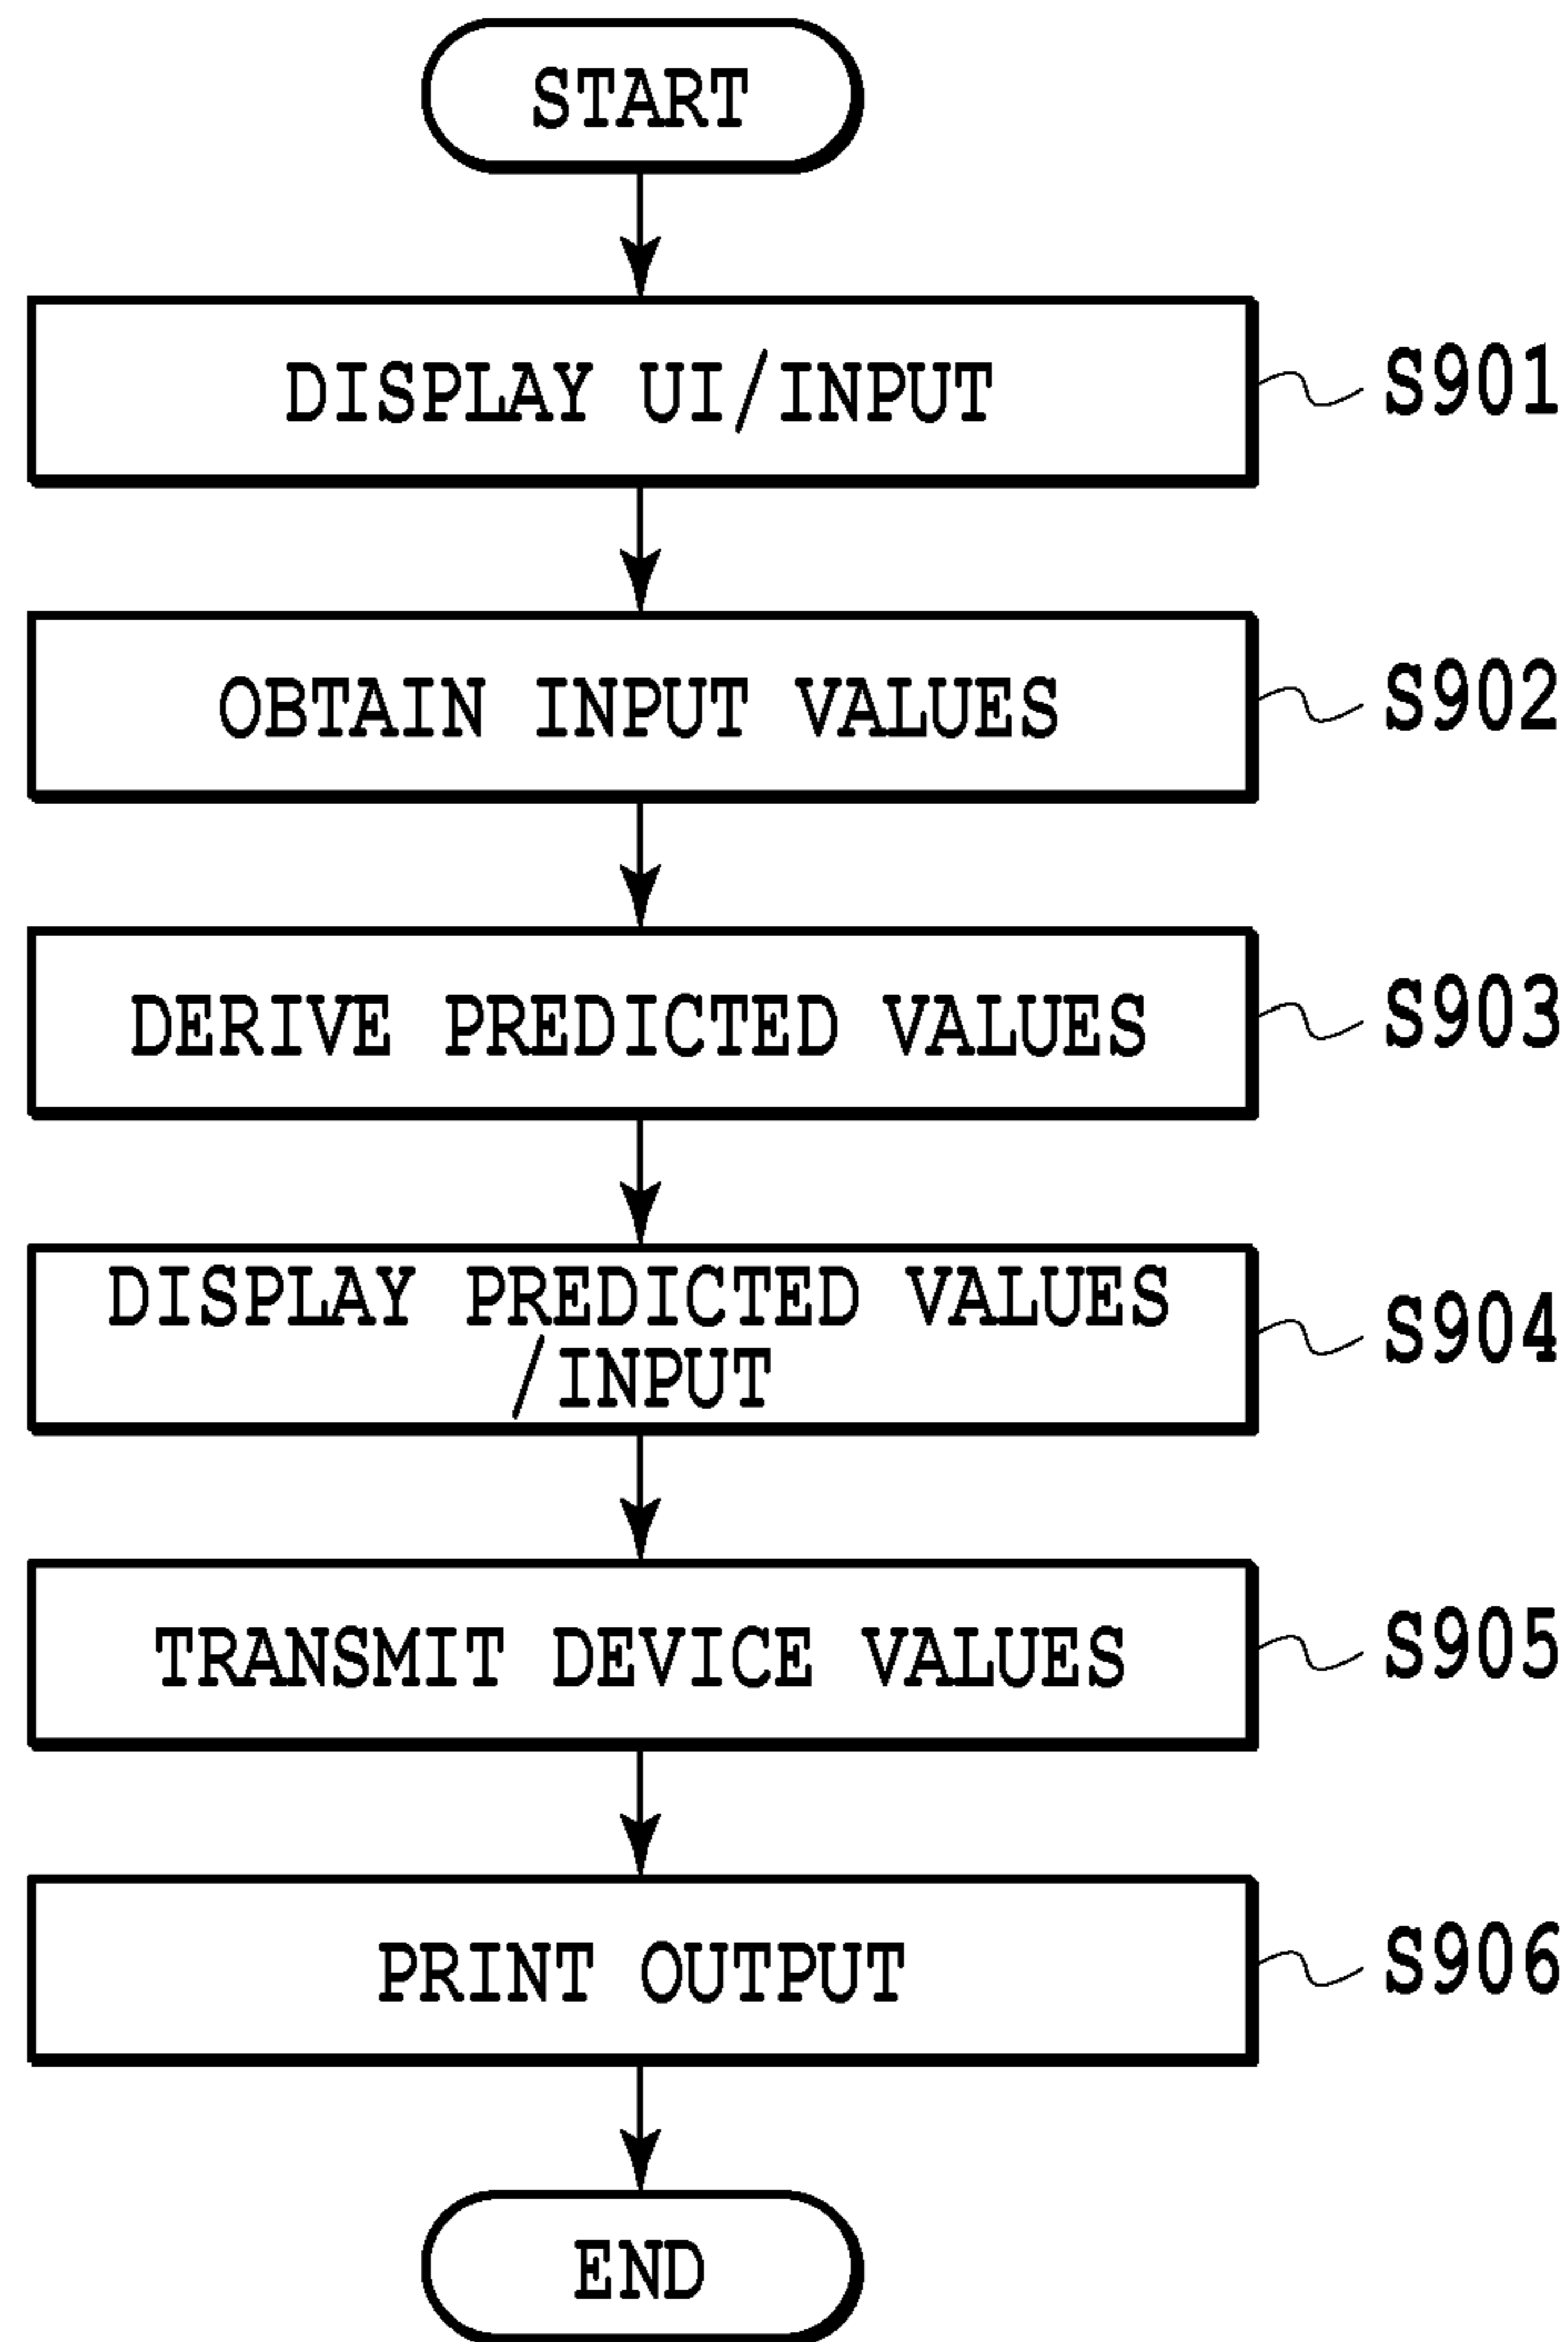 START
DISPLAY UI/INPUT
S901
OBTAIN INPUT VALUES
S902
DERIVE PREDICTED VALUES
S903
DISPLAY PREDICTED VALUES
/INPUT
S904
TRANSMIT DEVICE VALUES
S905
PRINT OUTPUT
S906
END